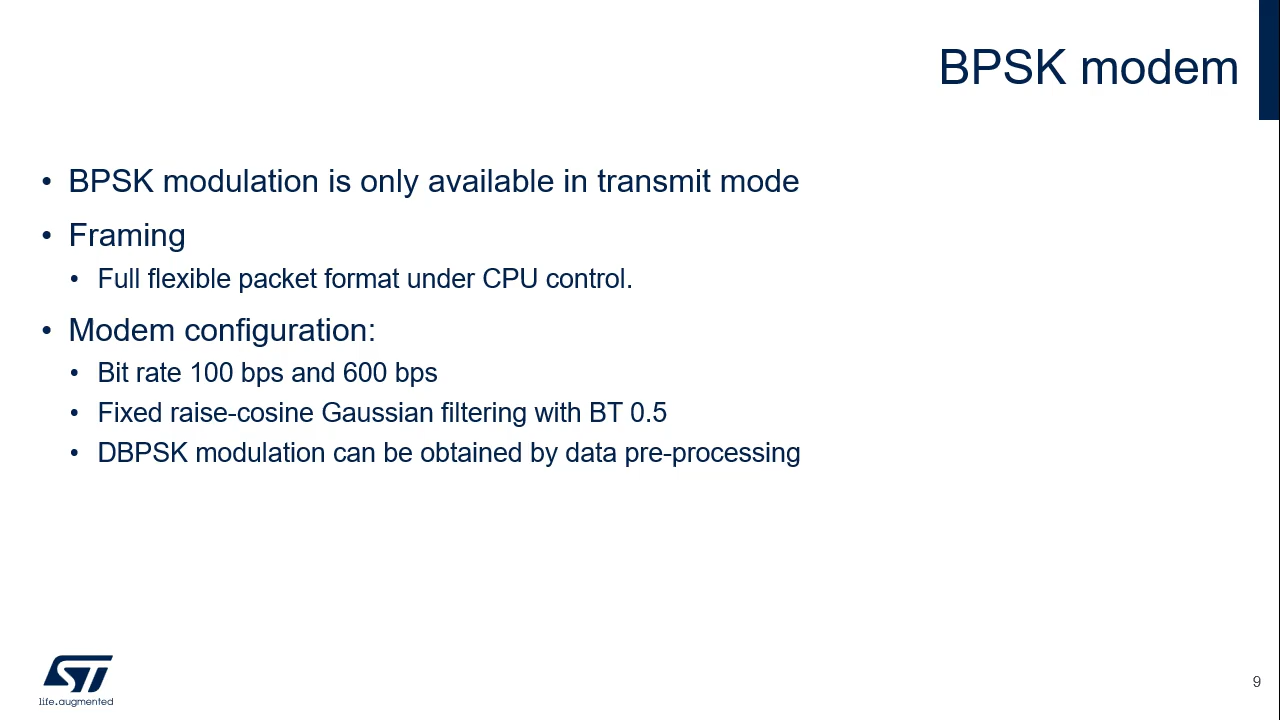 BPSK modem
• BPSK modulation is only available in transmit mode
• Framing
• Full flexible packet format under CPU control.
• Modem configuration:
• Bit rate 100 bps and 600 bps
• Fixed raise-cosine Gaussian filtering with BT 0.5
• DBPSK modulation can be obtained by data pre-processing
ST
life.augmented
9